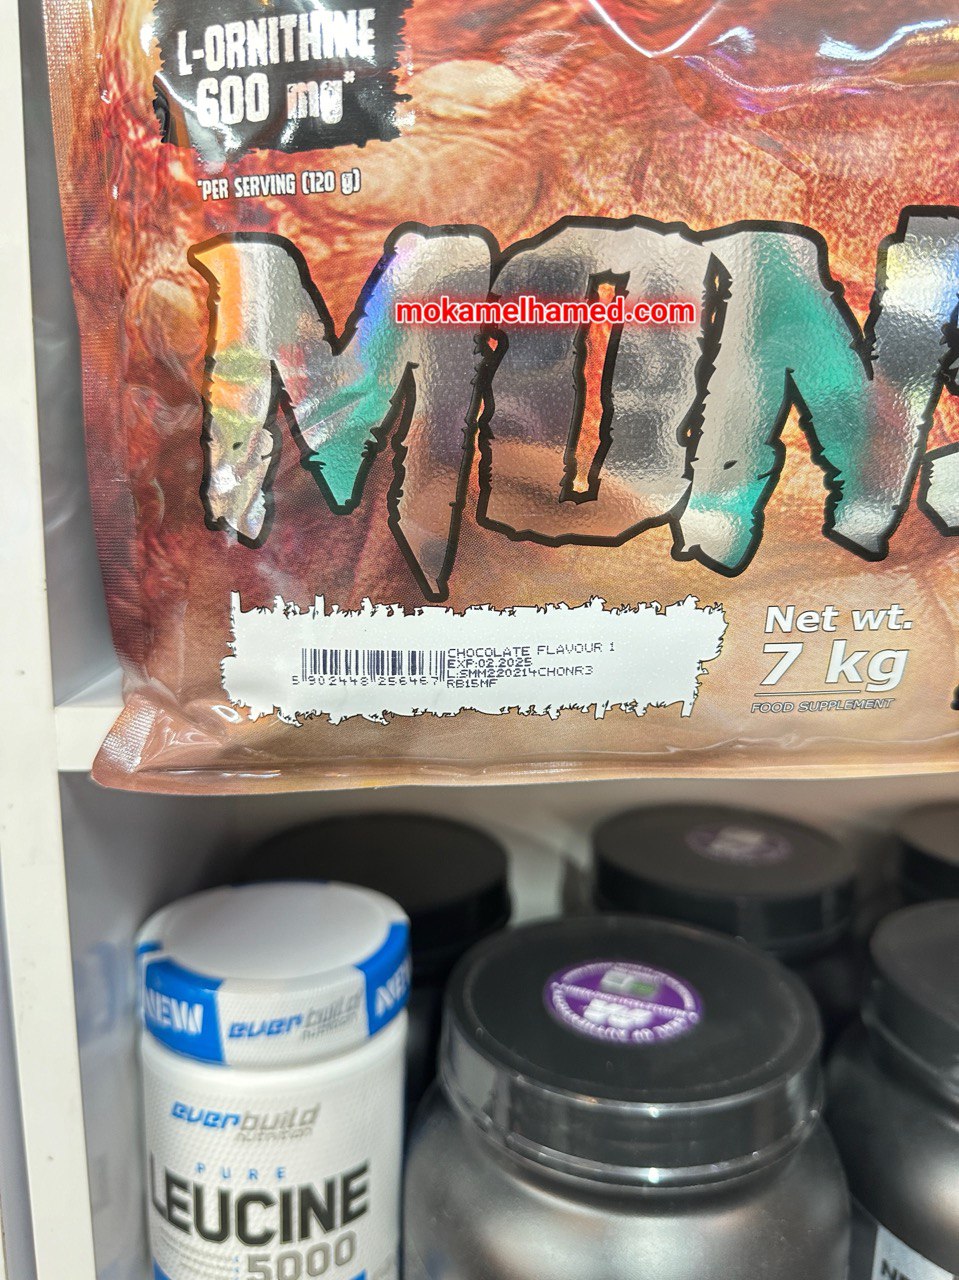 L-ORNITHINE
600 mg*
*PER SERVING (120 g)
mokamelhamed.com
Net wt.
7 kg
FOOD SUPPLEMENT
CHOCOLATE FLAVOUR 1
EXP:02.2025
L:SMM220214CHONR3
RB15MF
5 902448 256467
NEW
everbuild
everbuild
nutrition
PURE
LEUCINE
5000